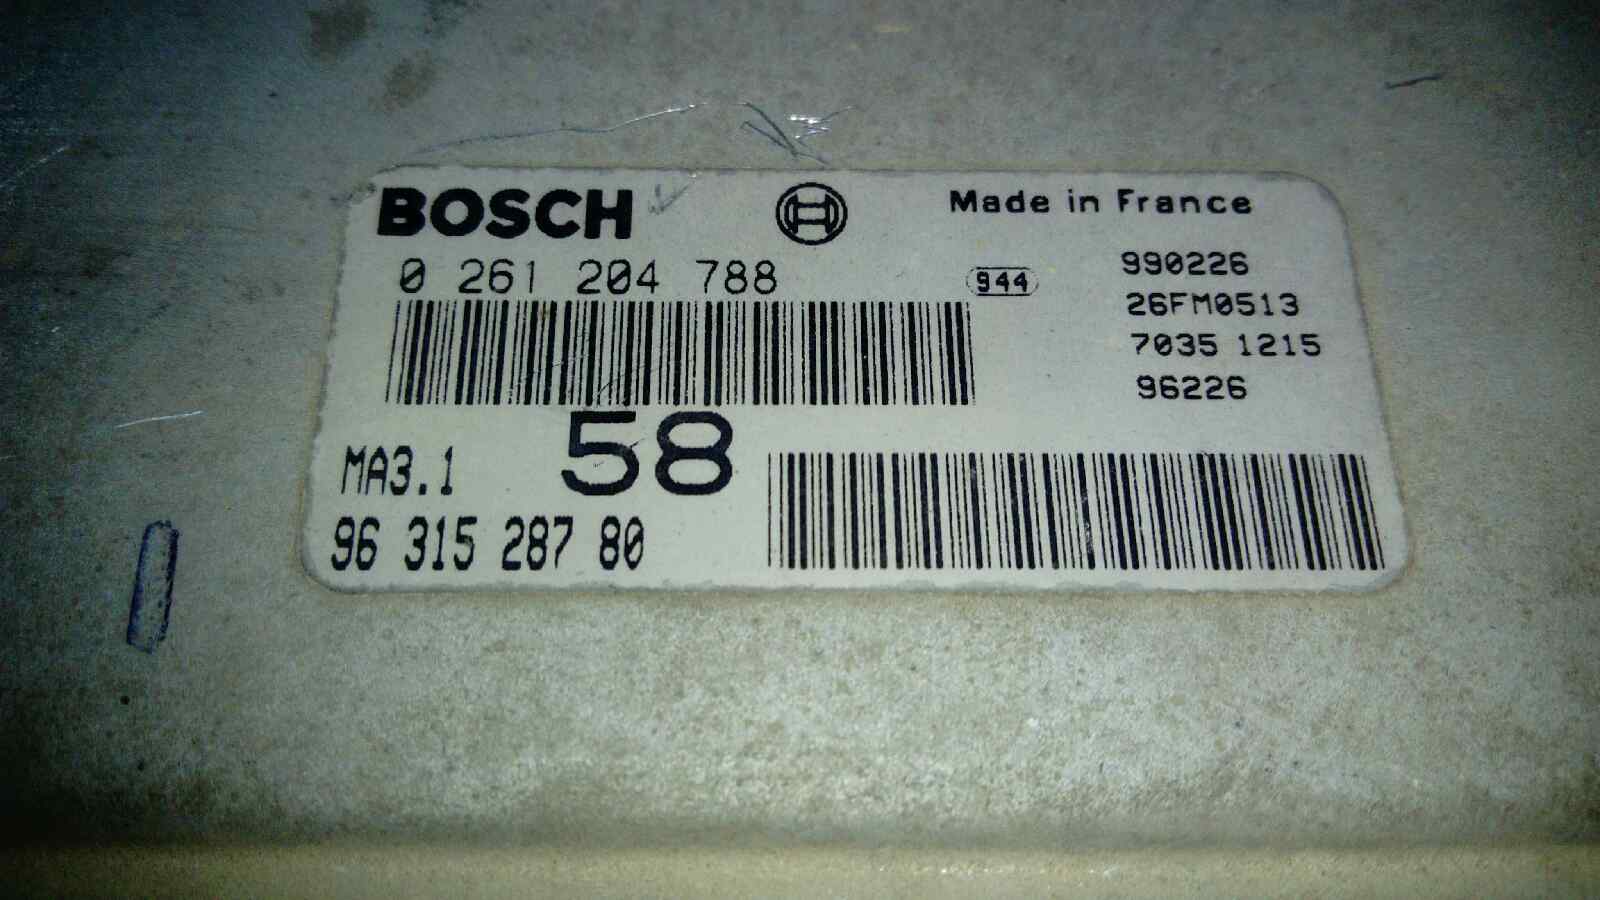 BOSCH
Made in France
0 261 204 788
944
990226
26FM0513
7035 1215
96226
58
MA3.1
96 315 287 80